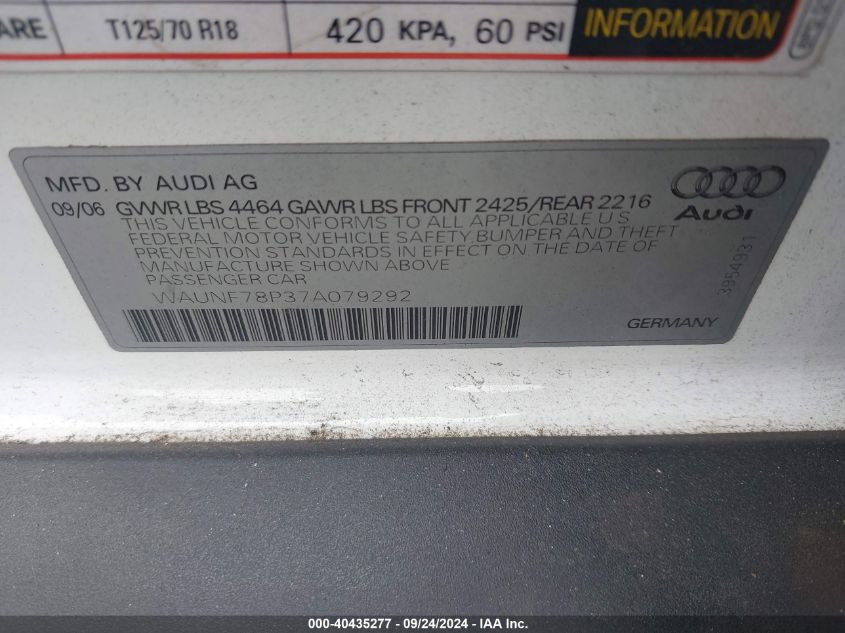 ARE T125/70 R18 420 KPA, 60 PSI INFORMATION
MFD. BY AUDI AG
09/06 GVWR LBS 4464 GAWR LBS FRONT 2425/REAR 2216
THIS VEHICLE CONFORMS TO ALL APPLICABLE U S
FEDERAL MOTOR VEHICLE SAFETY, BUMPER AND THEFT
PREVENTION STANDARDS IN EFFECT ON THE DATE OF
MANUFACTURE SHOWN ABOVE
PASSENGER CAR
WAUNF78P37A079292
Audi
3954931
GERMANY
000-40435277 - 09/24/2024 - IAA Inc.